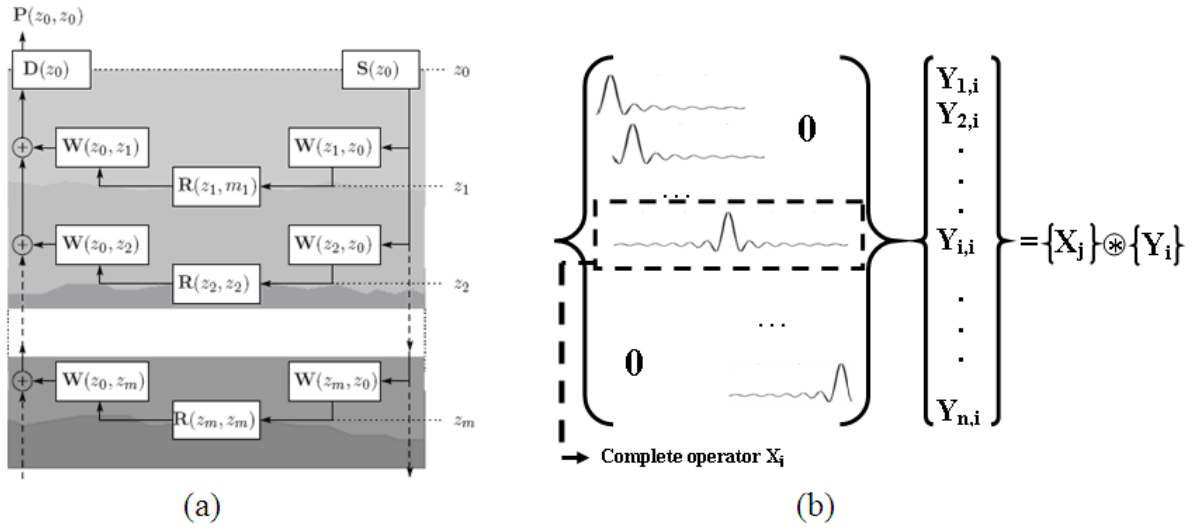 P(z₀, z₀)
D(z₀) S(z₀) z₀
W(z₀, z₁) W(z₁, z₀)
R(z₁, m₁) z₁
W(z₀, z₂) W(z₂, z₀)
R(z₂, z₂) z₂
W(z₀, zₘ) W(zₘ, z₀)
R(zₘ, zₘ) zₘ
(a)
0
...
...
0
Y₁,ᵢ
Y₂,ᵢ
.
.
.
Yᵢ,ᵢ
.
.
.
Yₙ,ᵢ
= {Xⱼ} ⊛ {Yᵢ}
Complete operator Xᵢ
(b)